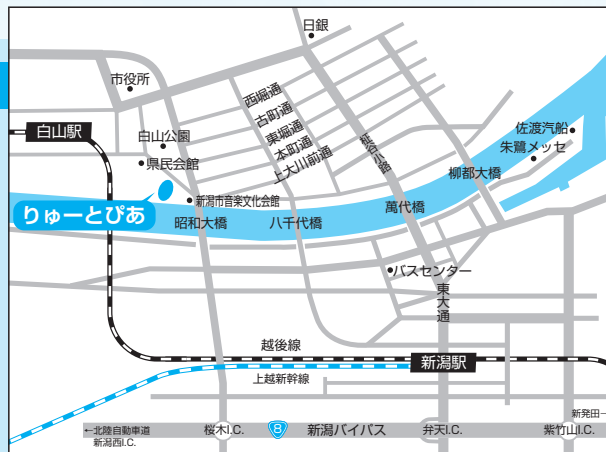 日銀
市役所
西堀通
古町通
東堀通
本町通
上大川前通
柾谷小路
佐渡汽船
朱鷺メッセ
白山駅
白山公園
県民会館
柳都大橋
新潟市音楽文化会館
りゅーとぴあ
昭和大橋
八千代橋
萬代橋
バスセンター
東大通
越後線
新潟駅
上越新幹線
新発田→
←北陸自動車道
新潟西I.C.
桜木I.C.
8
新潟バイパス
弁天I.C.
紫竹山I.C.